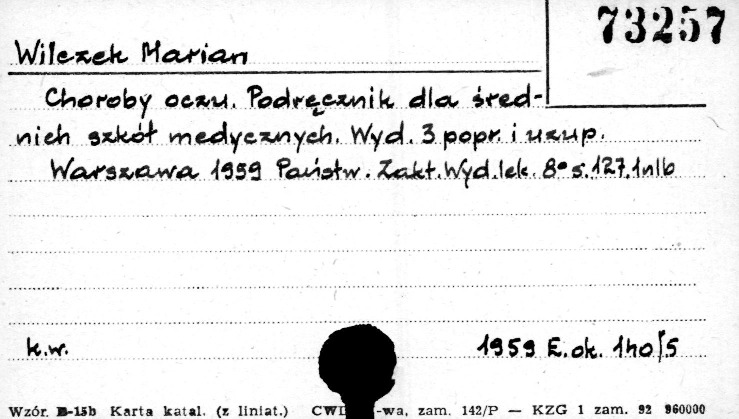 73257
Wilczek Marian
Choroby oczu. Podręcznik dla śred-
nich szkół medycznych. Wyd. 3 popr. i uzup.
Warszawa 1959 Państw. Zakł. Wyd. lek. 8° s. 127. 1nlb
k.w.
1959 E. ok. 140/5
Wzór. B-15b Karta katal. (z liniat.) CWD -wa, zam. 142/P — KZG 1 zam. 92 960000